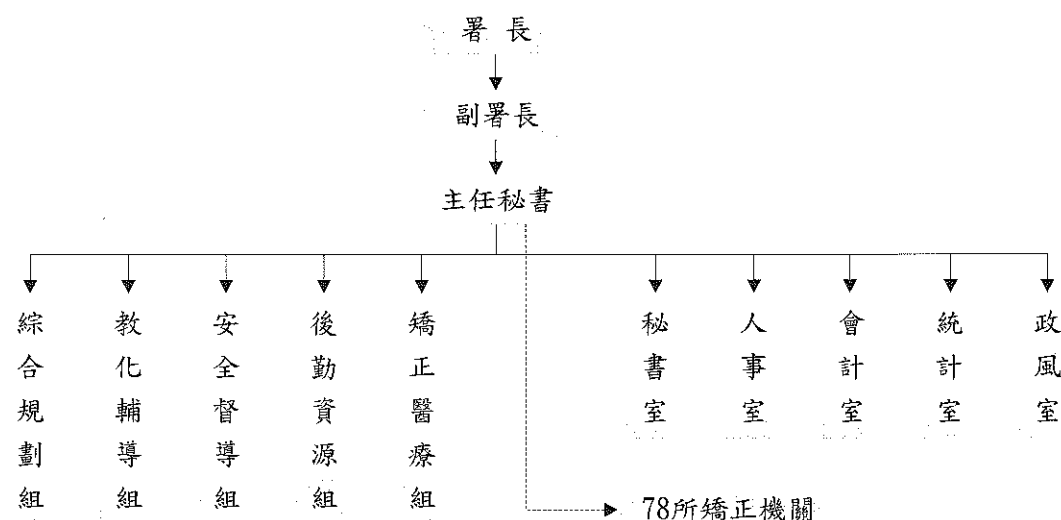 署長
副署長
主任秘書
綜合規劃組
教化輔導組
安全督導組
後勤資源組
矯正醫療組
秘書室
人事室
會計室
統計室
政風室
78所矯正機關